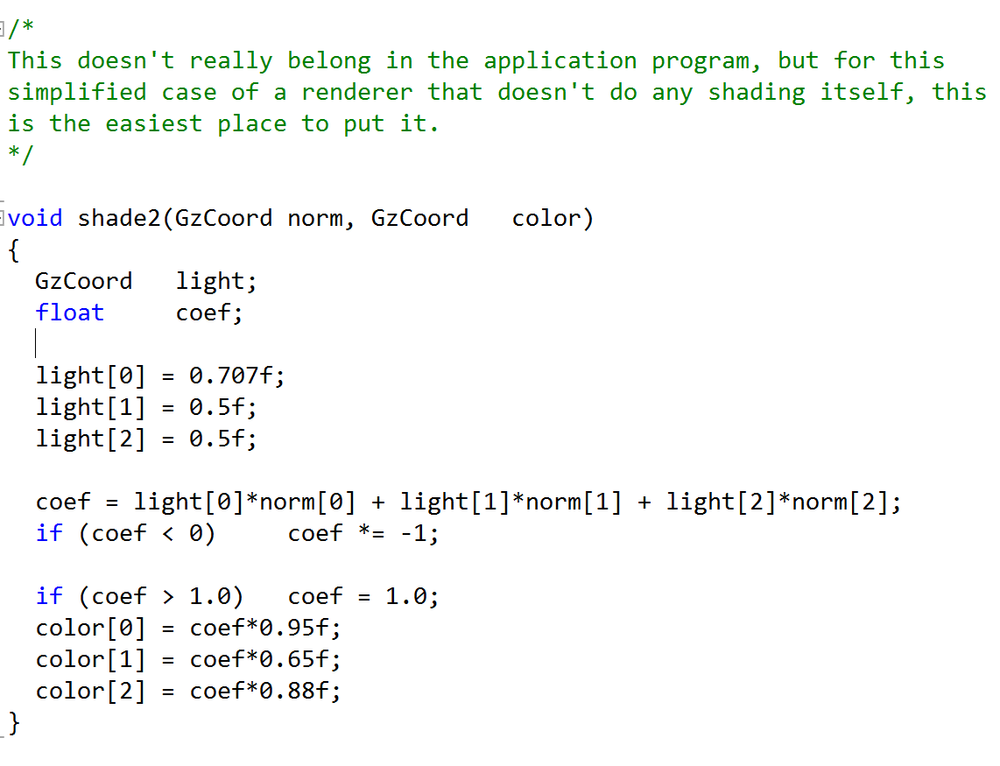 /*
This doesn't really belong in the application program, but for this
simplified case of a renderer that doesn't do any shading itself, this
is the easiest place to put it.
*/
void shade2(GzCoord norm, GzCoord   color)
{
  GzCoord   light;
  float     coef;
  light[0] = 0.707f;
  light[1] = 0.5f;
  light[2] = 0.5f;
  coef = light[0]*norm[0] + light[1]*norm[1] + light[2]*norm[2];
  if (coef < 0)     coef *= -1;
  if (coef > 1.0)   coef = 1.0;
  color[0] = coef*0.95f;
  color[1] = coef*0.65f;
  color[2] = coef*0.88f;
}